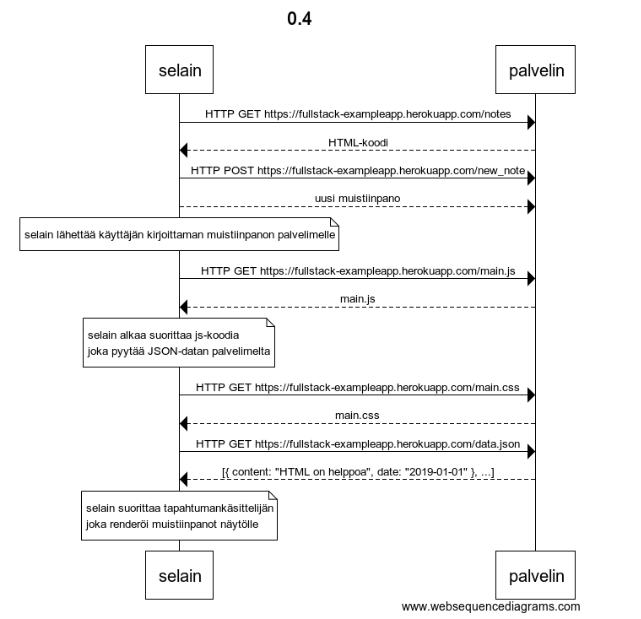 0.4
selain
palvelin
HTTP GET https://fullstack-exampleapp.herokuapp.com/notes
HTML-koodi
HTTP POST https://fullstack-exampleapp.herokuapp.com/new_note
uusi muistiinpano
selain lähettää käyttäjän kirjoittaman muistiinpanon palvelimelle
HTTP GET https://fullstack-exampleapp.herokuapp.com/main.js
main.js
selain alkaa suorittaa js-koodia
joka pyytää JSON-datan palvelimelta
HTTP GET https://fullstack-exampleapp.herokuapp.com/main.css
main.css
HTTP GET https://fullstack-exampleapp.herokuapp.com/data.json
[{ content: "HTML on helppoa", date: "2019-01-01" }, ...]
selain suorittaa tapahtumankäsittelijän
joka renderöi muistiinpanot näytölle
selain
palvelin
www.websequencediagrams.com